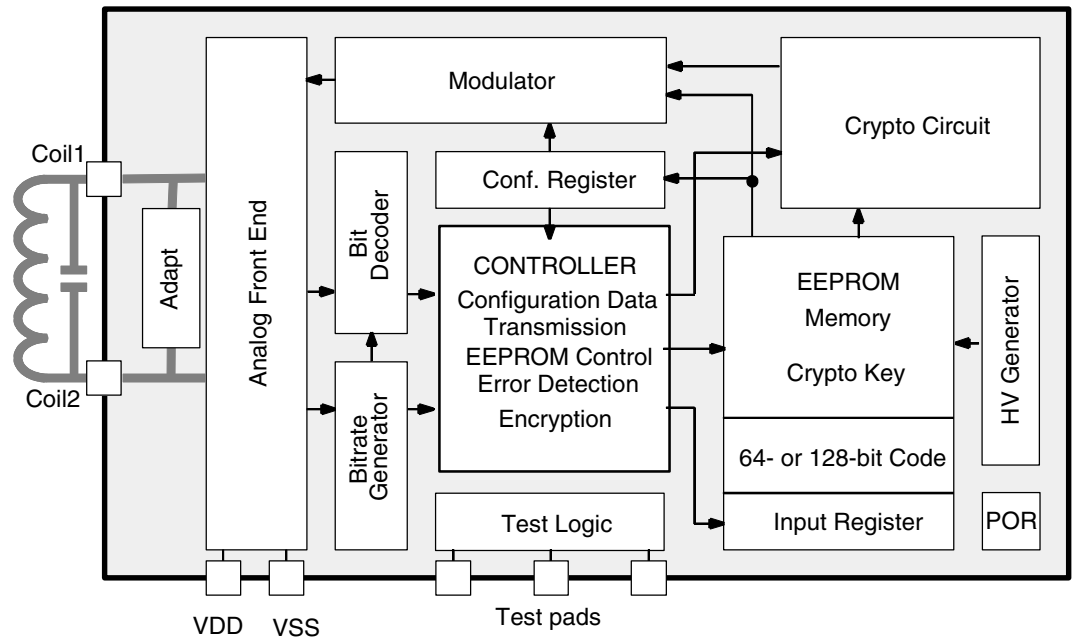 Modulator
Crypto Circuit
Coil1
Conf. Register
Bit
Decoder
Adapt
Analog Front End
CONTROLLER
Configuration Data
Transmission
EEPROM Control
Error Detection
Encryption
EEPROM
Memory
Crypto Key
HV Generator
Coil2
Bitrate
Generator
64- or 128-bit Code
Test Logic
Input Register
POR
VDD
VSS
Test pads